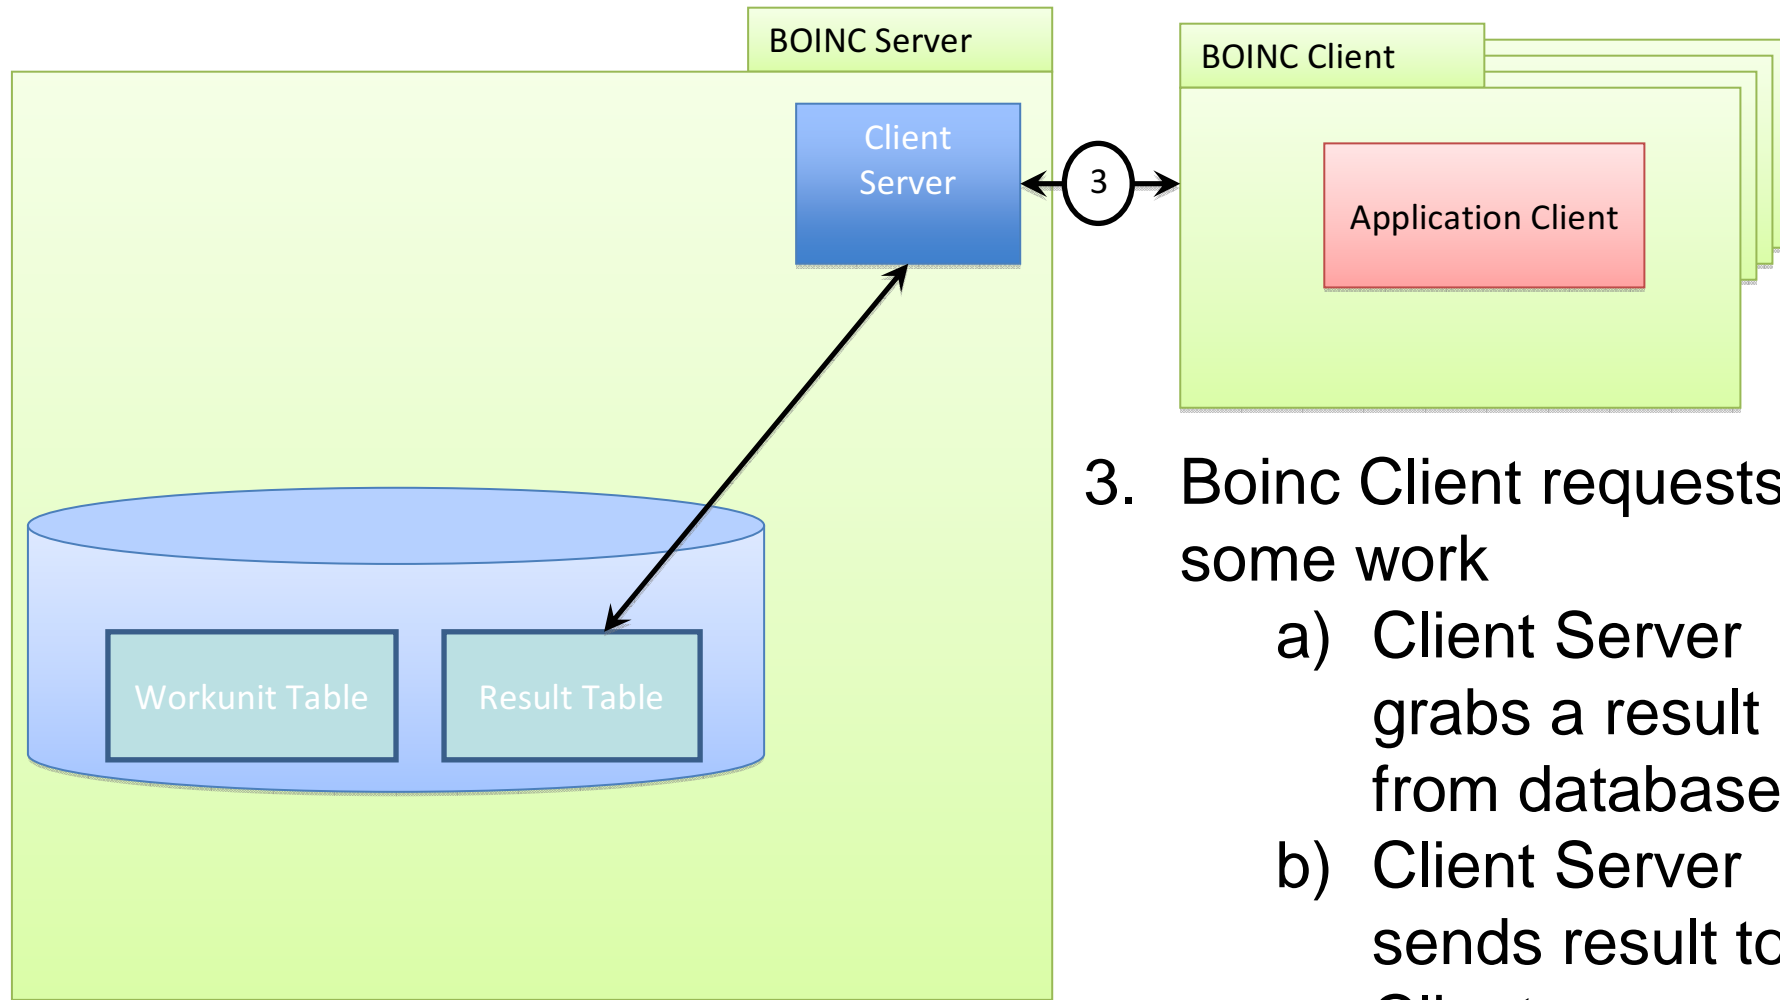 BOINC Server
BOINC Client
Client
Server
3
Application Client
Workunit Table
Result Table
3. Boinc Client requests
some work
a) Client Server
grabs a result
from database
b) Client Server
sends result to
Client